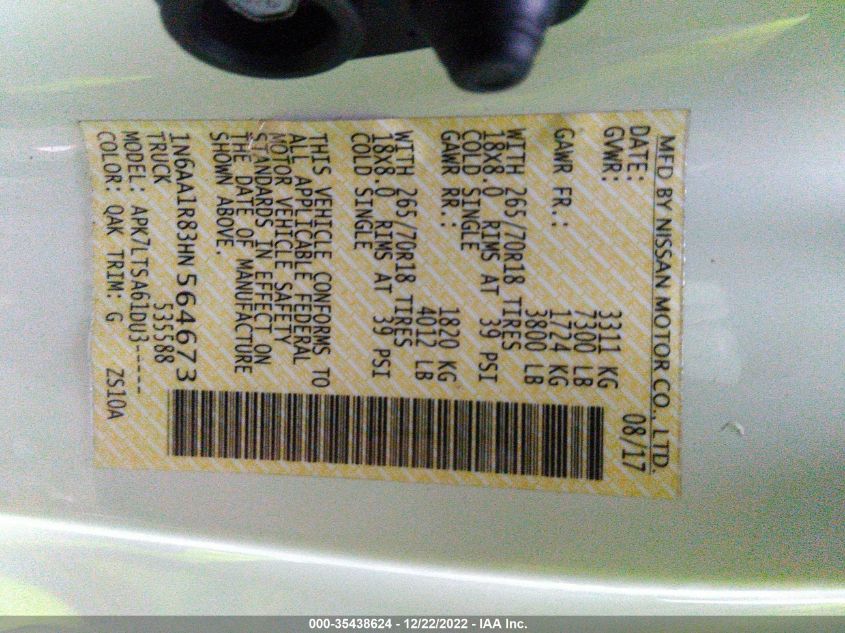 MFD BY NISSAN MOTOR CO., LTD.
DATE: 08/17
GVWR: 3311 KG
7300 LB
GAWR FR.: 1724 KG
3800 LB
WITH 265/70R18 TIRES
18X8.0 RIMS AT 39 PSI
COLD SINGLE
GAWR RR.: 1820 KG
4012 LB
WITH 265/70R18 TIRES
18X8.0 RIMS AT 39 PSI
COLD SINGLE
THIS VEHICLE CONFORMS TO
ALL APPLICABLE FEDERAL
MOTOR VEHICLE SAFETY
STANDARDS IN EFFECT ON
THE DATE OF MANUFACTURE
SHOWN ABOVE.
1N6AA1R83HN564673
TRUCK 535588
MODEL: APK7LTSA61DU3-----
COLOR: QAK TRIM: G ZS10A
000-35438624 - 12/22/2022 - IAA Inc.